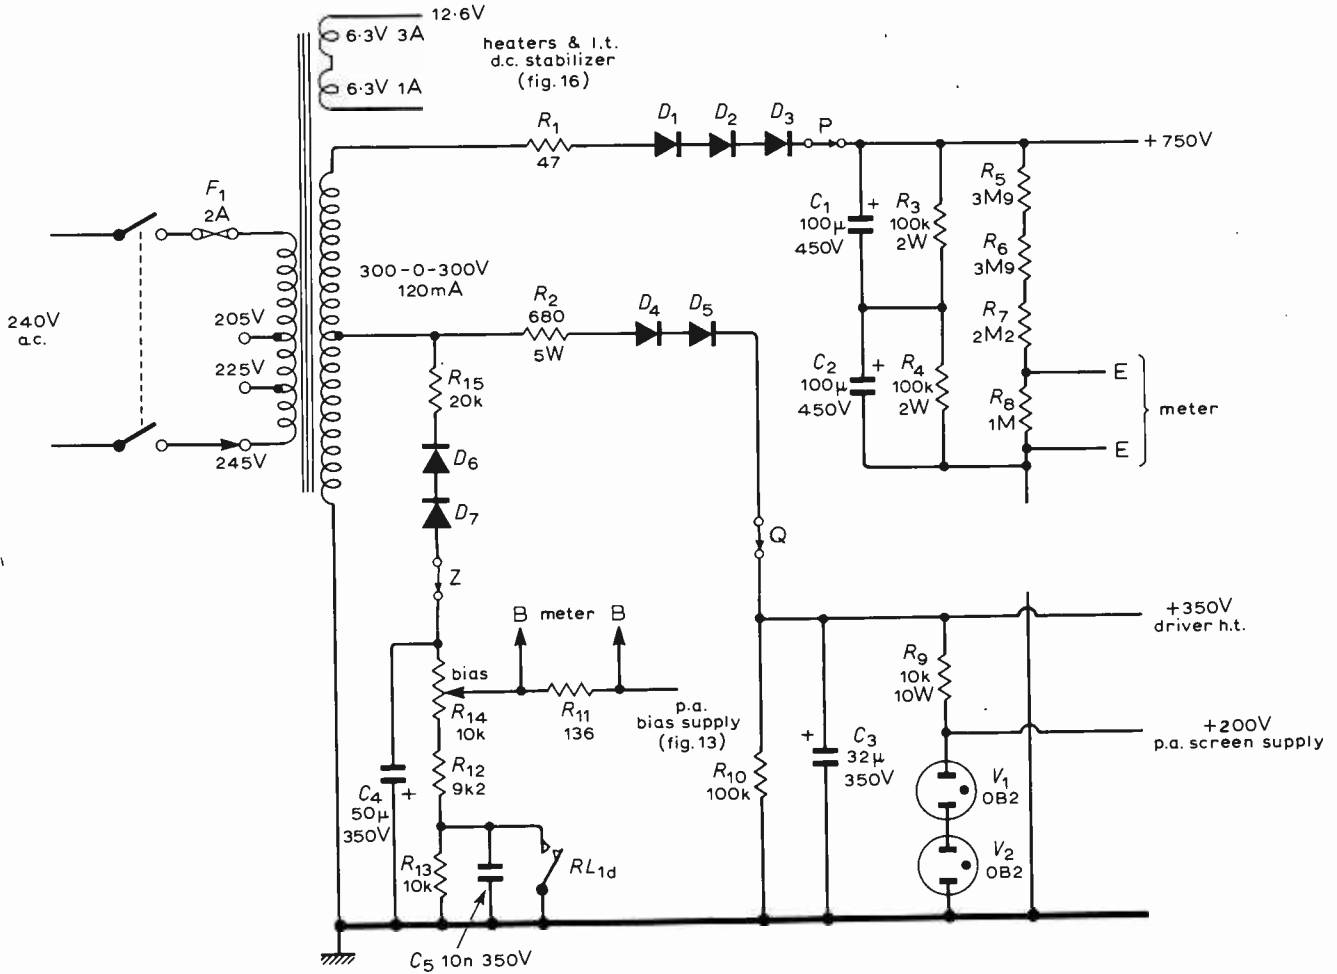 12·6V
6·3V 3A
6·3V 1A
heaters & l.t.
d.c. stabilizer
(fig. 16)
R1
47
D1
D2
D3
P
+750V
F1
2A
240V
a.c.
205V
225V
245V
300-0-300V
120mA
R2
680
5W
D4
D5
C1
100µ
450V
+
R3
100k
2W
R5
3M9
R6
3M9
R7
2M2
C2
100µ
450V
+
R4
100k
2W
R8
1M
E
E
meter
R15
20k
D6
D7
Z
Q
B meter B
bias
R14
10k
R11
136
p.a.
bias supply
(fig. 13)
R12
9k2
C4
50µ
350V
+
R13
10k
RL1d
C5 10n 350V
R10
100k
+
C3
32µ
350V
R9
10k
10W
+350V
driver h.t.
+200V
p.a. screen supply
V1
OB2
V2
OB2